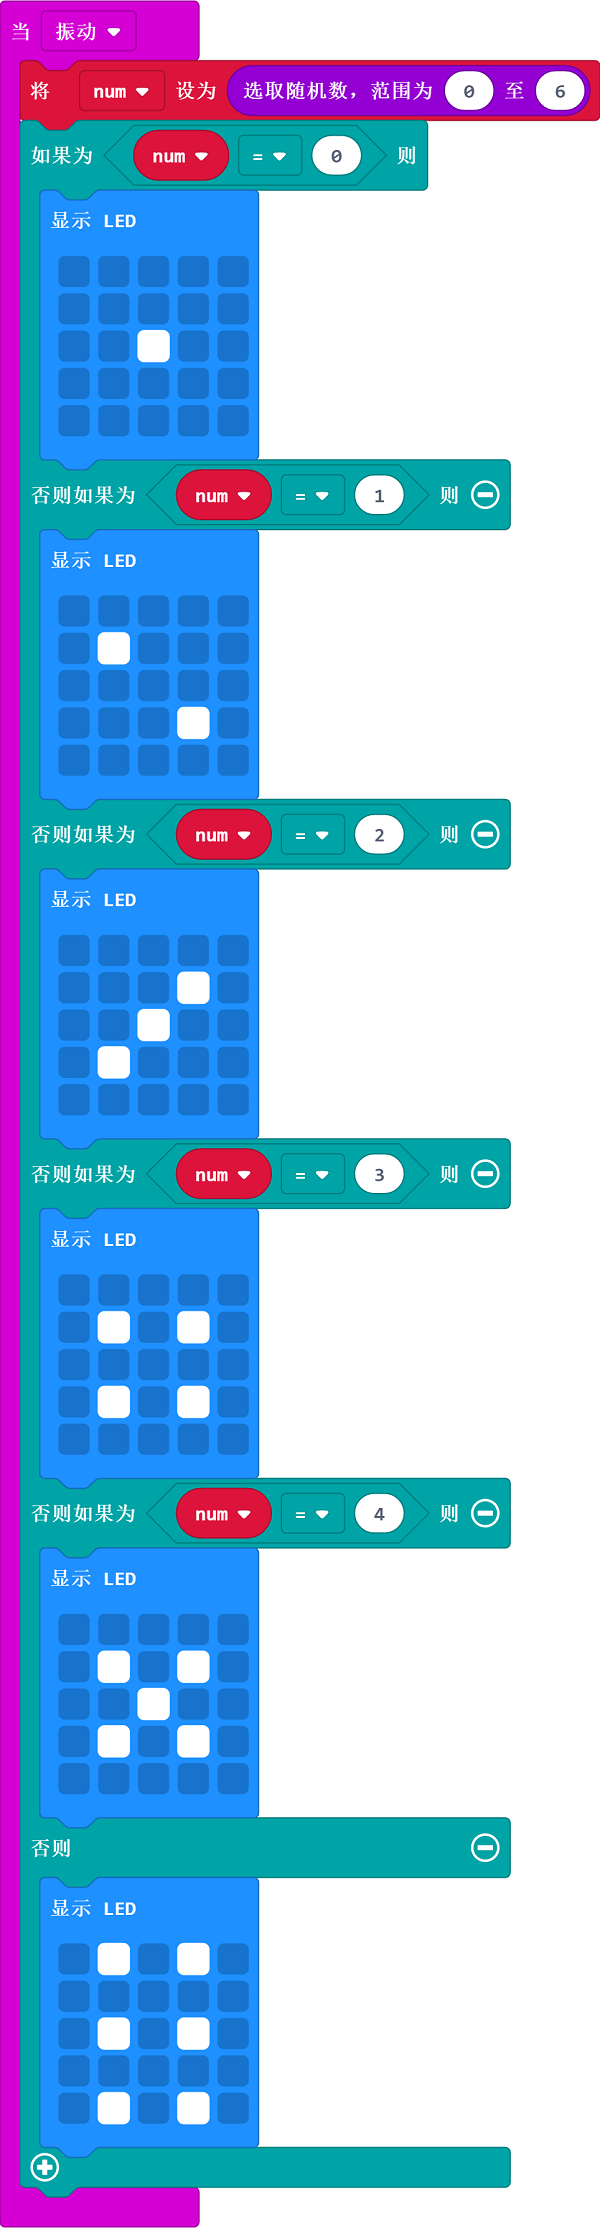 当 振动
将 num 设为 选取随机数，范围为 0 至 6
如果为 num = 0 则
显示 LED
否则如果为 num = 1 则
显示 LED
否则如果为 num = 2 则
显示 LED
否则如果为 num = 3 则
显示 LED
否则如果为 num = 4 则
显示 LED
否则
显示 LED